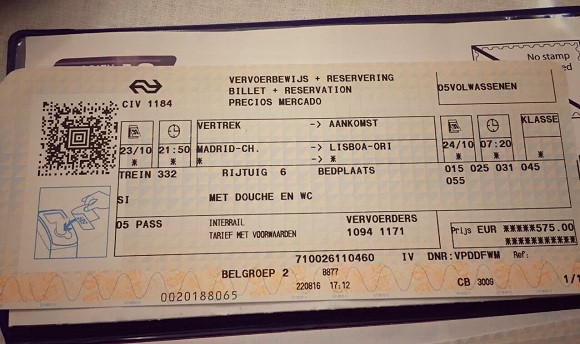 No stamp
VERVOERBEWIJS + RESERVERING
BILLET + RESERVATION
PRECIOS MERCADO
CIV 1184
05VOLWASSENEN
VERTREK -> AANKOMST KLASSE
23/10 21:50 MADRID-CH. -> LISBOA-ORI 24/10 07:20 *
* * * -> * * *
TREIN 332 RIJTUIG 6 BEDPLAATS 015 025 031 045
055
SI MET DOUCHE EN WC
05 PASS INTERRAIL VERVOERDERS
TARIEF MET VOORWAARDEN 1094 1171
Prijs EUR *****575.00
***********
710026110460 IV DNR:VPDDFWM Ref:
BELGROEP 2 8877
220816 17:12 CB 3009 1/1
0020188065